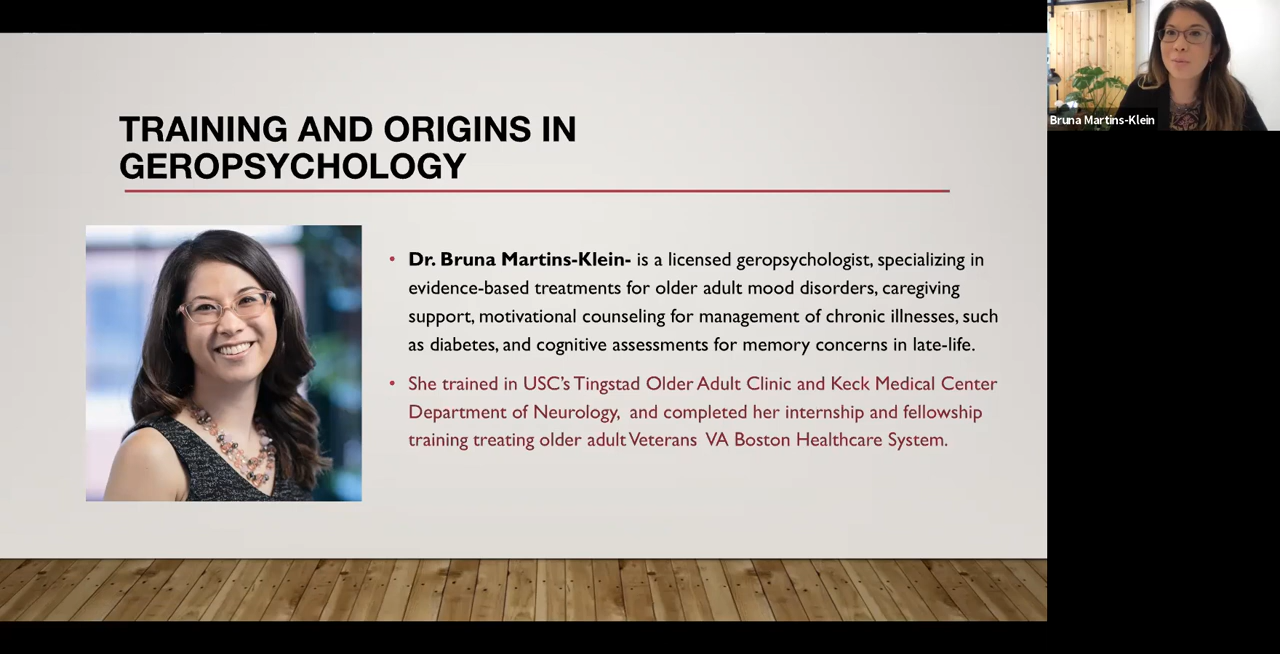 TRAINING AND ORIGINS IN
GEROPSYCHOLOGY
• Dr. Bruna Martins-Klein- is a licensed geropsychologist, specializing in
evidence-based treatments for older adult mood disorders, caregiving
support, motivational counseling for management of chronic illnesses, such
as diabetes, and cognitive assessments for memory concerns in late-life.
• She trained in USC's Tingstad Older Adult Clinic and Keck Medical Center
Department of Neurology, and completed her internship and fellowship
training treating older adult Veterans VA Boston Healthcare System.
Bruna Martins-Klein